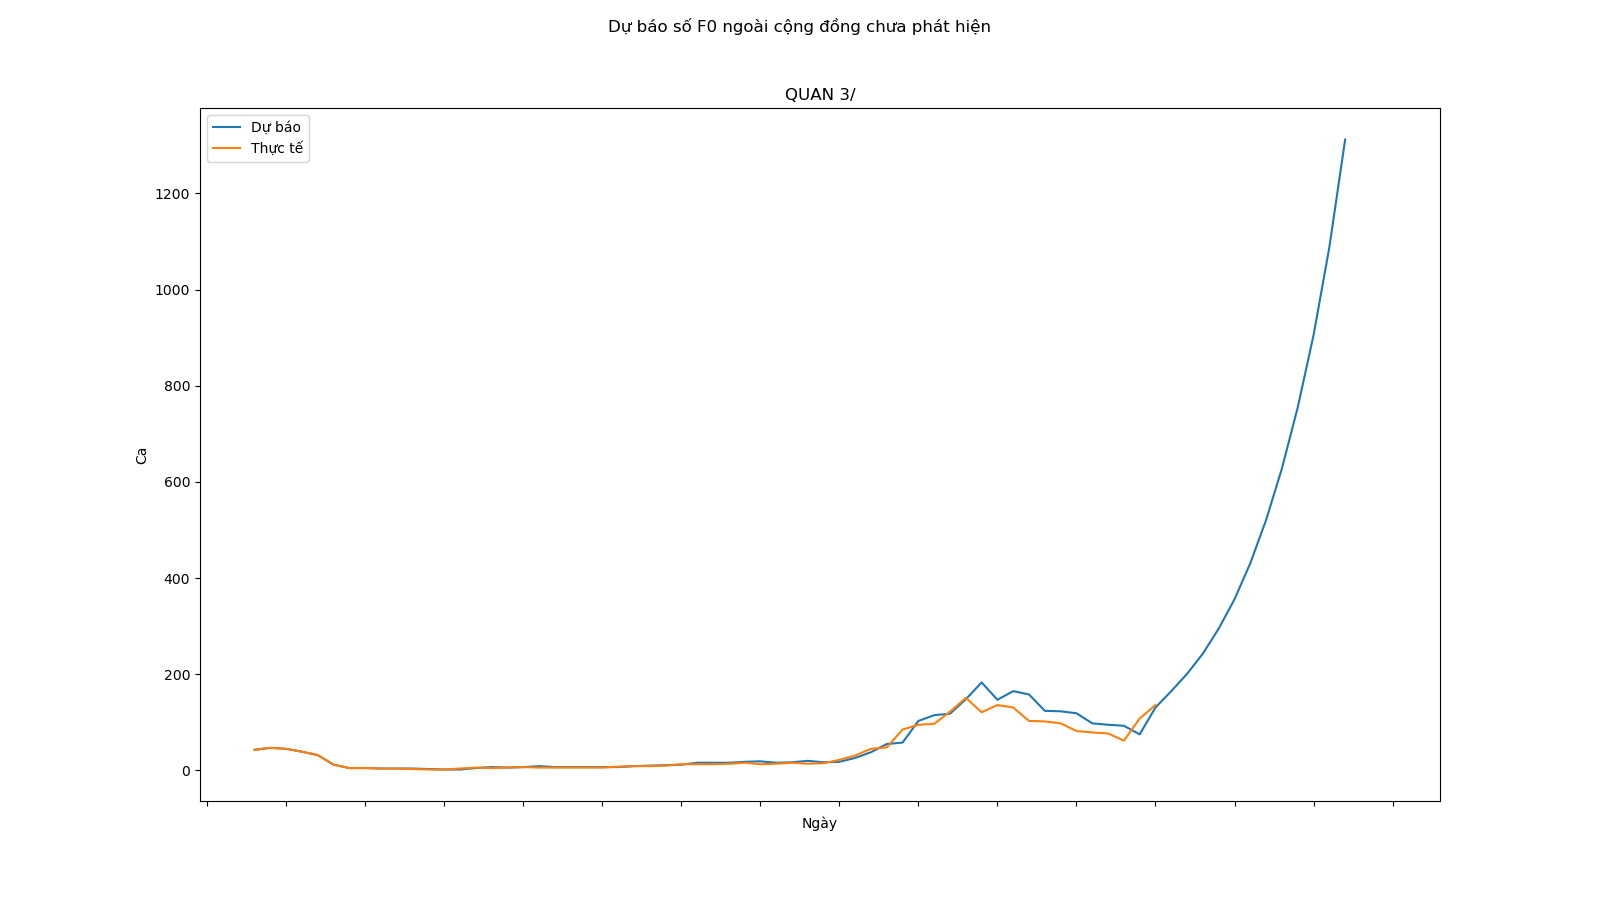 Dự báo số F0 ngoài cộng đồng chưa phát hiện
QUAN 3/
Dự báo
Thực tế
1200
1000
800
600
400
200
0
Ca
Ngày